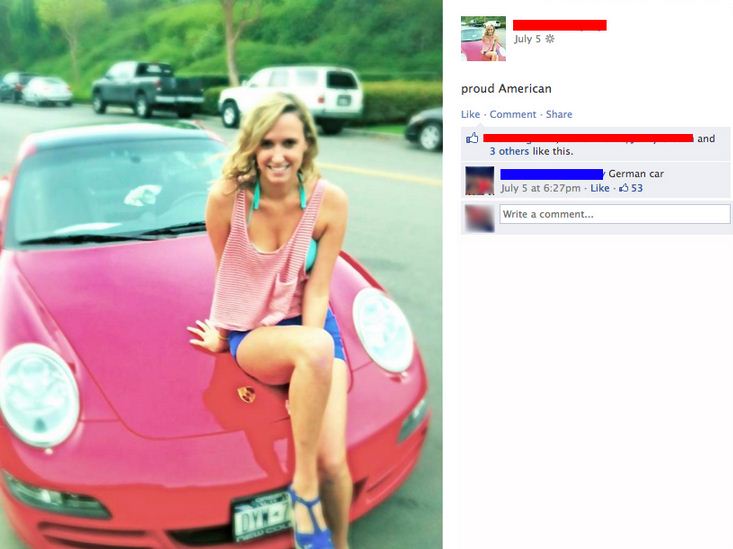 July 5
proud American
Like · Comment · Share
and
3 others like this.
German car
July 5 at 6:27pm · Like · 53
Write a comment...